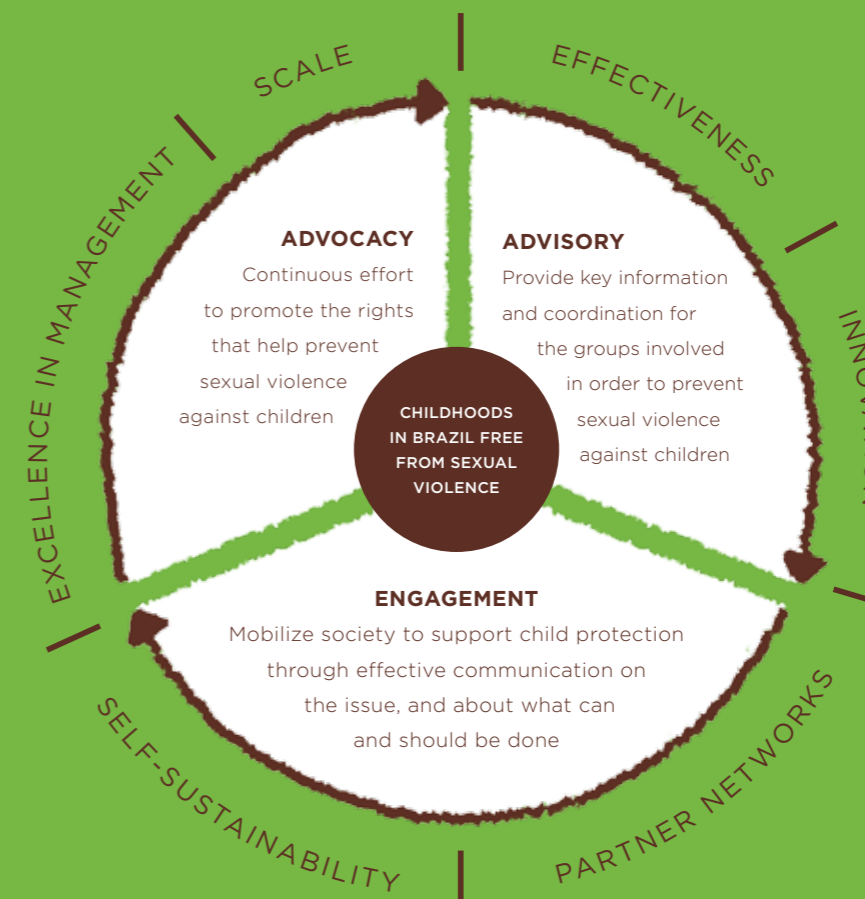 SCALE
EFFECTIVENESS
EXCELLENCE IN MANAGEMENT
ADVOCACY
Continuous effort
to promote the rights
that help prevent
sexual violence
against children
ADVISORY
Provide key information
and coordination for
the groups involved
in order to prevent
sexual violence
against children
CHILDHOODS
IN BRAZIL FREE
FROM SEXUAL
VIOLENCE
ENGAGEMENT
Mobilize society to support child protection
through effective communication on
the issue, and about what can
and should be done
SELF-SUSTAINABILITY
PARTNER NETWORKS